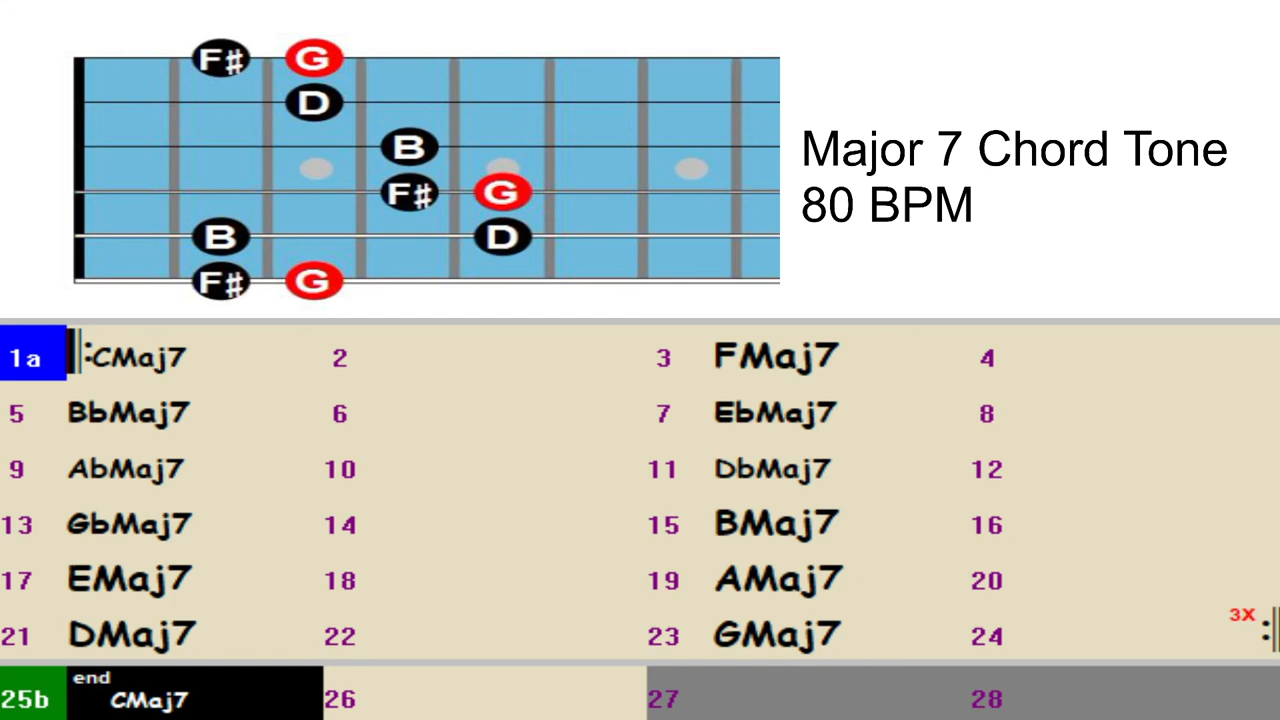 F# G
D
B
F# G
B D
F# G
Major 7 Chord Tone
80 BPM
1a CMaj7 2 3 FMaj7 4
5 BbMaj7 6 7 EbMaj7 8
9 AbMaj7 10 11 DbMaj7 12
13 GbMaj7 14 15 BMaj7 16
17 EMaj7 18 19 AMaj7 20
3X
21 DMaj7 22 23 GMaj7 24
end
25b CMaj7 26 27 28